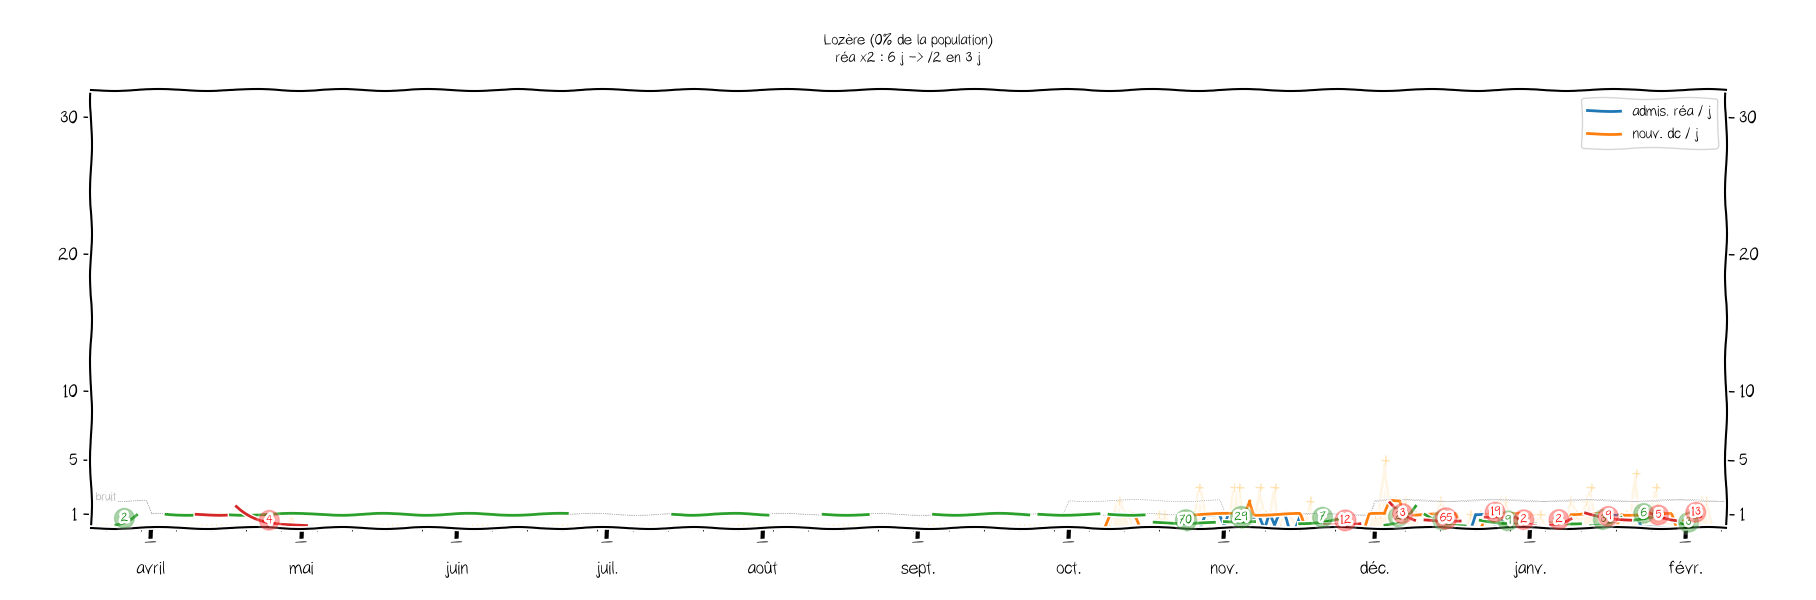 Lozère (0% de la population)
réa x2 : 6 j -> /2 en 3 j
admis. réa / j
nouv. dc / j
30 30
20 20
10 10
5 5
bruit
1 1
2 4 70 29 7 12 3 65 19 2 2 6 5 13
avril mai juin juil. août sept. oct. nov. déc. janv. févr.